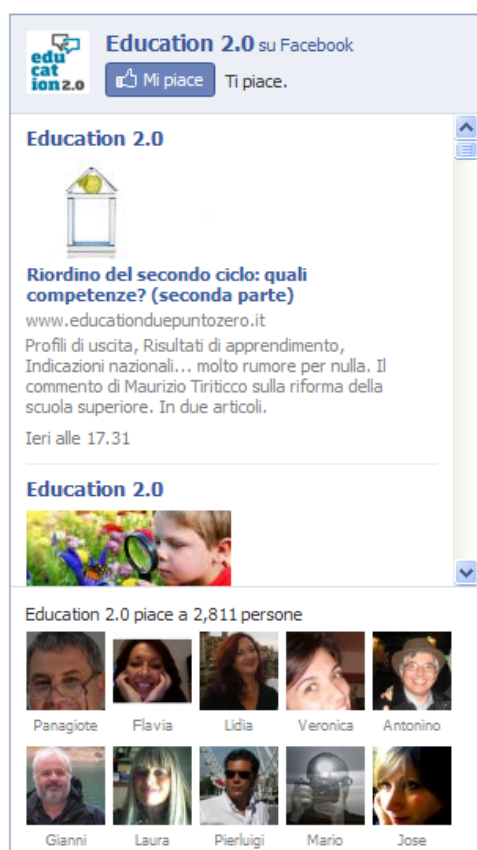 edu
cat
ion2.0
Education 2.0 su Facebook
Mi piace
Ti piace.
Education 2.0
Riordino del secondo ciclo: quali
competenze? (seconda parte)
www.educationduepuntozero.it
Profili di uscita, Risultati di apprendimento,
Indicazioni nazionali... molto rumore per nulla. Il
commento di Maurizio Tiriticco sulla riforma della
scuola superiore. In due articoli.
Ieri alle 17.31
Education 2.0
Education 2.0 piace a 2,811 persone
Panagiote Flavia Lidia Veronica Antonino
Gianni Laura Pierluigi Mario Jose